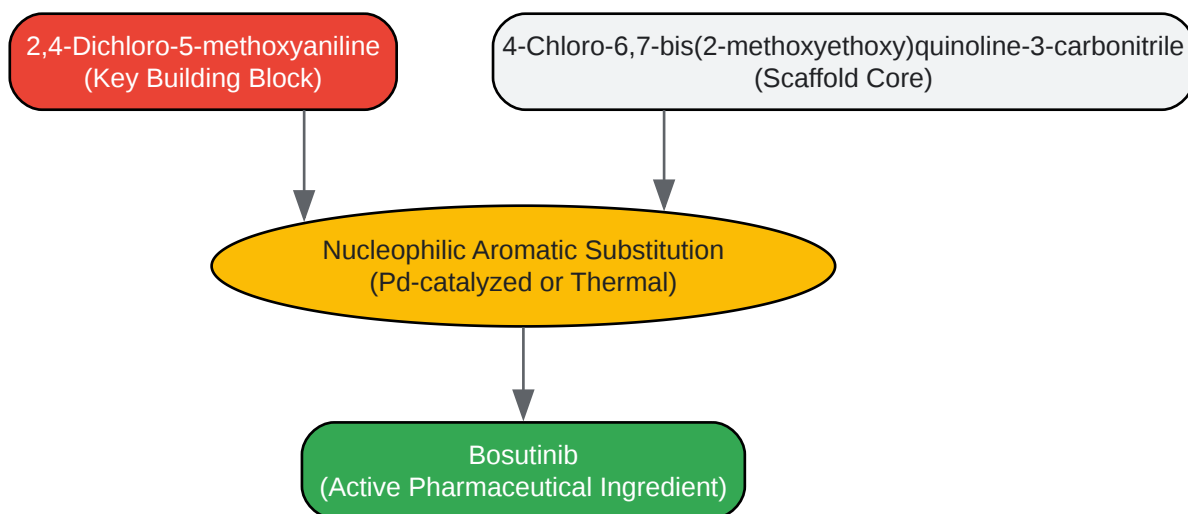 2,4-Dichloro-5-methoxyaniline
(Key Building Block)
4-Chloro-6,7-bis(2-methoxyethoxy)quinoline-3-carbonitrile
(Scaffold Core)
Nucleophilic Aromatic Substitution
(Pd-catalyzed or Thermal)
Bosutinib
(Active Pharmaceutical Ingredient)